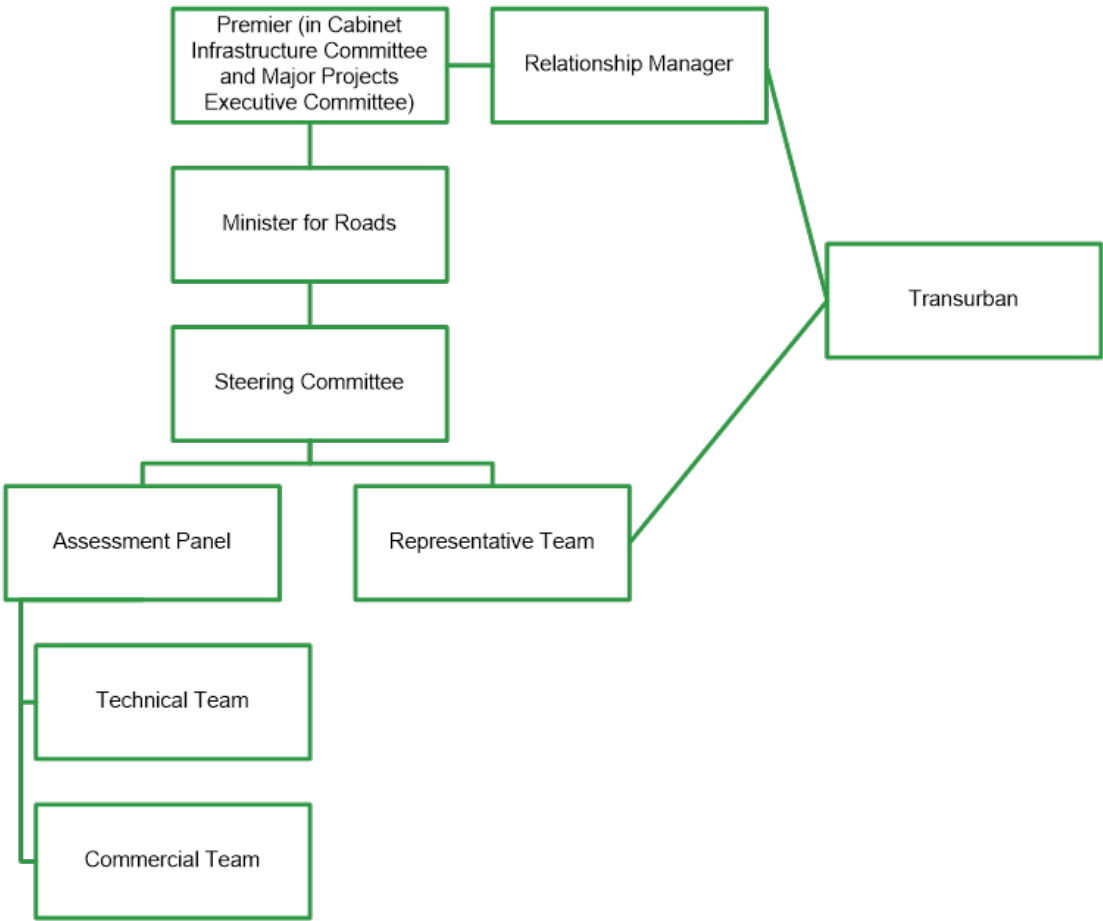 Premier (in Cabinet
Infrastructure Committee
and Major Projects
Executive Committee)
Relationship Manager
Minister for Roads
Transurban
Steering Committee
Assessment Panel
Representative Team
Technical Team
Commercial Team